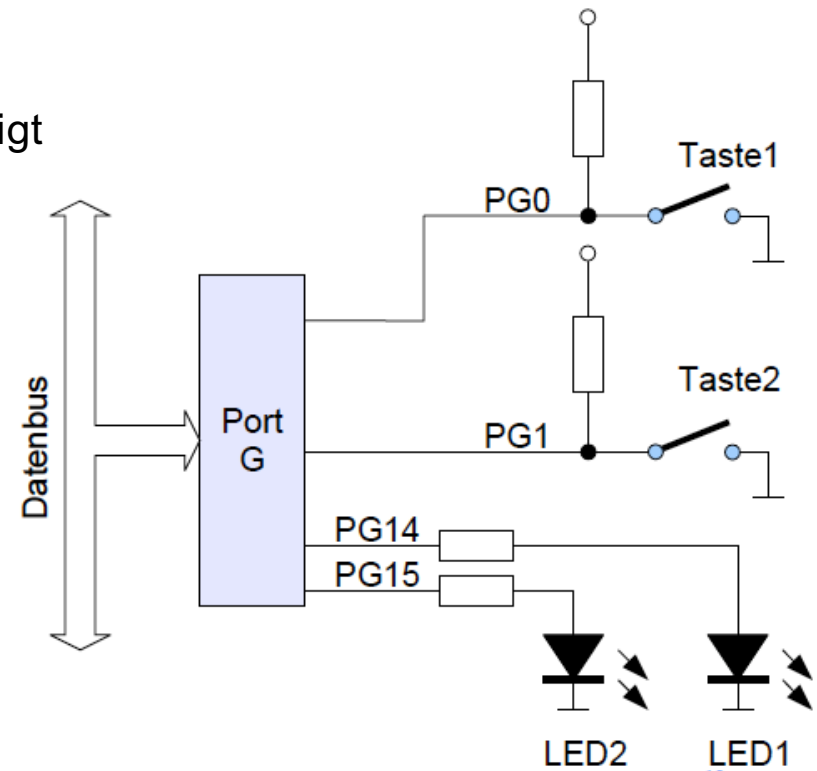 igt
Taste1
PG0
Taste2
Datenbus
Port
G
PG1
PG14
PG15
LED2
LED1